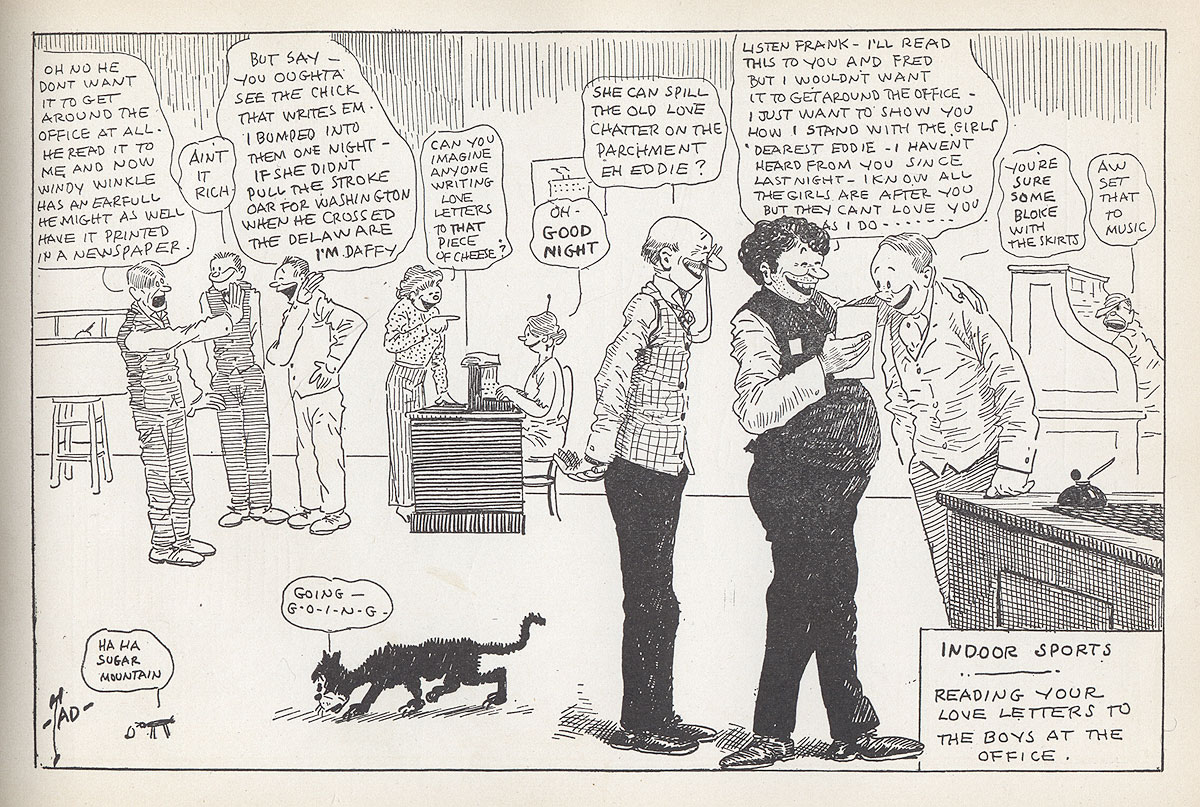 OH NO HE
DONT WANT
IT TO GET
AROUND THE
OFFICE AT ALL.
HE READ IT TO
ME AND NOW
WINDY WINKLE
HAS AN EARFULL
HE MIGHT AS WELL
HAVE IT PRINTED
IN A NEWSPAPER.
AIN'T
IT
RICH.
BUT SAY —
YOU OUGHTA
SEE THE CHICK
THAT WRITES EM.
I BUMPED INTO
THEM ONE NIGHT —
IF SHE DIDNT
PULL THE STROKE
OAR FOR WASHINGTON
WHEN HE CROSSED
THE DELAWARE
I'M DAFFY
CAN YOU
IMAGINE
ANYONE
WRITING
LOVE
LETTERS
TO THAT
PIECE
OF CHEESE?
OH -
GOOD
NIGHT
SHE CAN SPILL
THE OLD LOVE
CHATTER ON THE
PARCHMENT
EH EDDIE?
LISTEN FRANK - I'LL READ
THIS TO YOU AND FRED
BUT I WOULDNT WANT
IT TO GET AROUND THE OFFICE -
I JUST WANT TO SHOW YOU
HOW I STAND WITH THE GIRLS
'DEAREST EDDIE - I HAVENT
HEARD FROM YOU SINCE
LAST NIGHT - I KNOW ALL
THE GIRLS ARE AFTER YOU
BUT THEY CANT LOVE YOU
AS I DO - - - - - -
YOU'RE
SURE
SOME
BLOKE
WITH
THE SKIRTS
AW
SET
THAT
TO
MUSIC
GOING —
G-O-I-N-G-
HA HA
SUGAR
MOUNTAIN
-TAD-
INDOOR SPORTS
READING YOUR
LOVE LETTERS TO
THE BOYS AT THE
OFFICE.